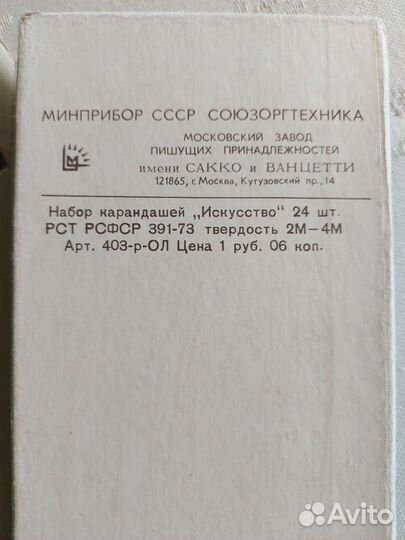 МИНПРИБОР СССР СОЮЗОРГТЕХНИКА
МОСКОВСКИЙ ЗАВОД
ПИШУЩИХ ПРИНАДЛЕЖНОСТЕЙ
имени САККО и ВАНЦЕТТИ
121865, г. Москва, Кутузовский пр., 14
Набор карандашей „Искусство" 24 шт.
РСТ РСФСР 391-73 твердость 2М—4М
Арт. 403-р-ОЛ Цена 1 руб. 06 коп.
Avito